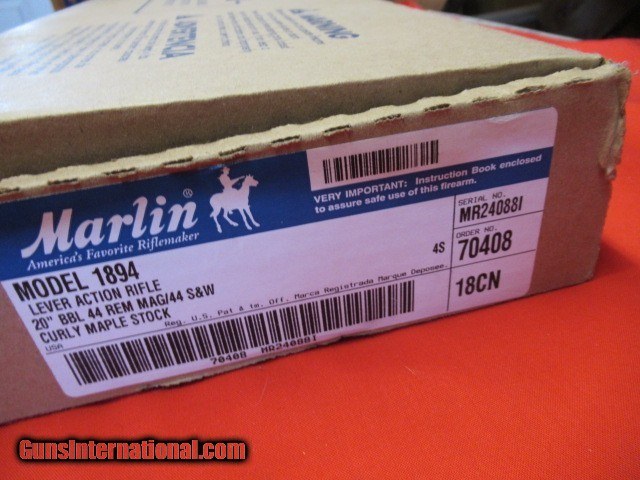 WARNING
ADVERTENCIA
Marlin®
America's Favorite Riflemaker
VERY IMPORTANT: Instruction Book enclosed
to assure safe use of this firearm.
MODEL 1894
LEVER ACTION RIFLE
20" BBL 44 REM MAG/44 S&W
CURLY MAPLE STOCK
USA
4S
Reg. U.S. Pat & tm. Off. Marca Registrada Marque Deposee
70408 MR24088I
SERIAL NO.
MR24088I
ORDER NO.
70408
18CN
GunsInternational.com